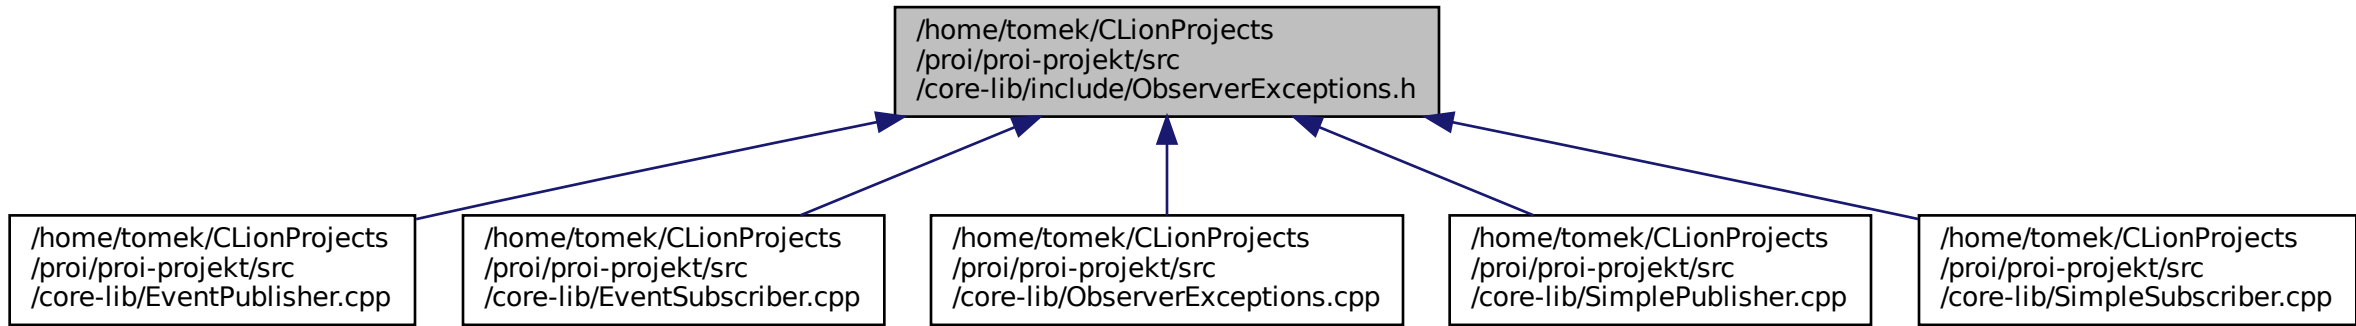 /home/tomek/CLionProjects
/proi/proi-projekt/src
/core-lib/include/ObserverExceptions.h
/home/tomek/CLionProjects
/proi/proi-projekt/src
/core-lib/EventPublisher.cpp
/home/tomek/CLionProjects
/proi/proi-projekt/src
/core-lib/EventSubscriber.cpp
/home/tomek/CLionProjects
/proi/proi-projekt/src
/core-lib/ObserverExceptions.cpp
/home/tomek/CLionProjects
/proi/proi-projekt/src
/core-lib/SimplePublisher.cpp
/home/tomek/CLionProjects
/proi/proi-projekt/src
/core-lib/SimpleSubscriber.cpp